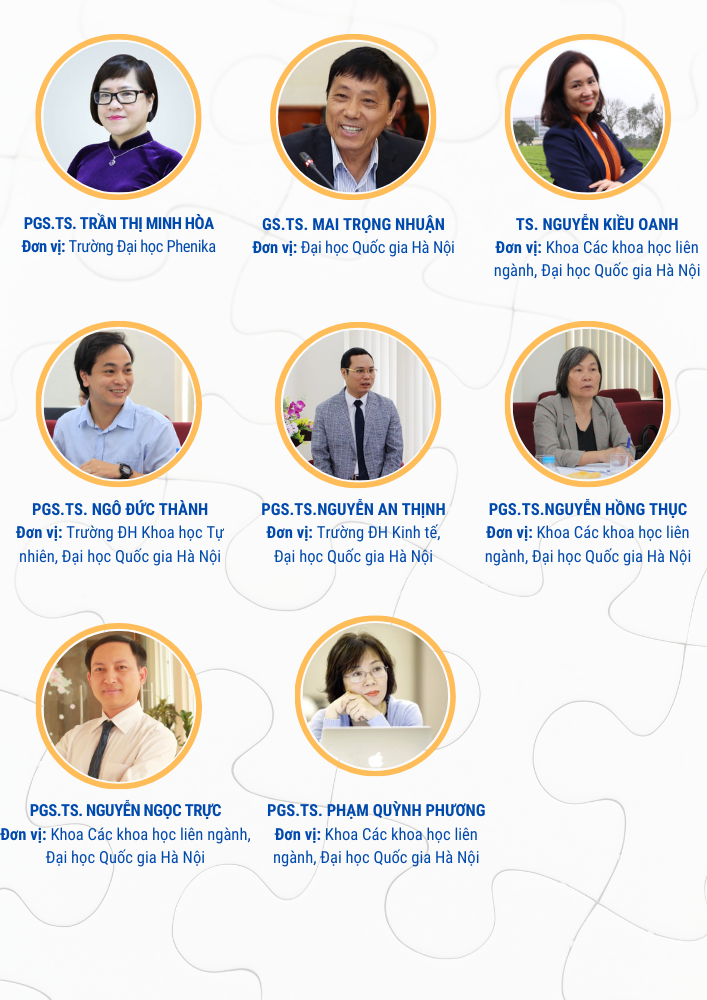 PGS.TS. TRẦN THỊ MINH HÒA
Đơn vị: Trường Đại học Phenika
GS.TS. MAI TRỌNG NHUẬN
Đơn vị: Đại học Quốc gia Hà Nội
TS. NGUYỄN KIỀU OANH
Đơn vị: Khoa Các khoa học liên
ngành, Đại học Quốc gia Hà Nội
PGS.TS. NGÔ ĐỨC THÀNH
Đơn vị: Trường ĐH Khoa học Tự
nhiên, Đại học Quốc gia Hà Nội
PGS.TS.NGUYỄN AN THỊNH
Đơn vị: Trường ĐH Kinh tế,
Đại học Quốc gia Hà Nội
PGS.TS.NGUYỄN HỒNG THỤC
Đơn vị: Khoa Các khoa học liên
ngành, Đại học Quốc gia Hà Nội
PGS.TS. NGUYỄN NGỌC TRỰC
Đơn vị: Khoa Các khoa học liên ngành,
Đại học Quốc gia Hà Nội
PGS.TS. PHẠM QUỲNH PHƯƠNG
Đơn vị: Khoa Các khoa học liên
ngành, Đại học Quốc gia Hà Nội